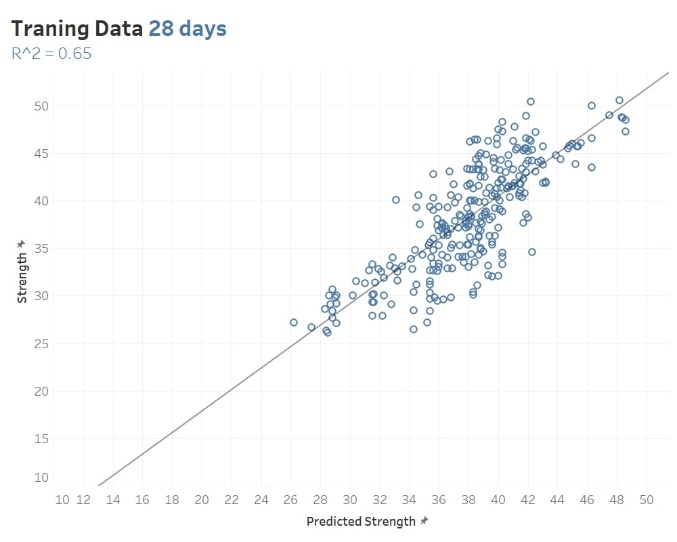 Traning Data 28 days
R^2 = 0.65
50
45
40
35
30
25
20
15
10
Strength
10 12 14 16 18 20 22 24 26 28 30 32 34 36 38 40 42 44 46 48 50
Predicted Strength